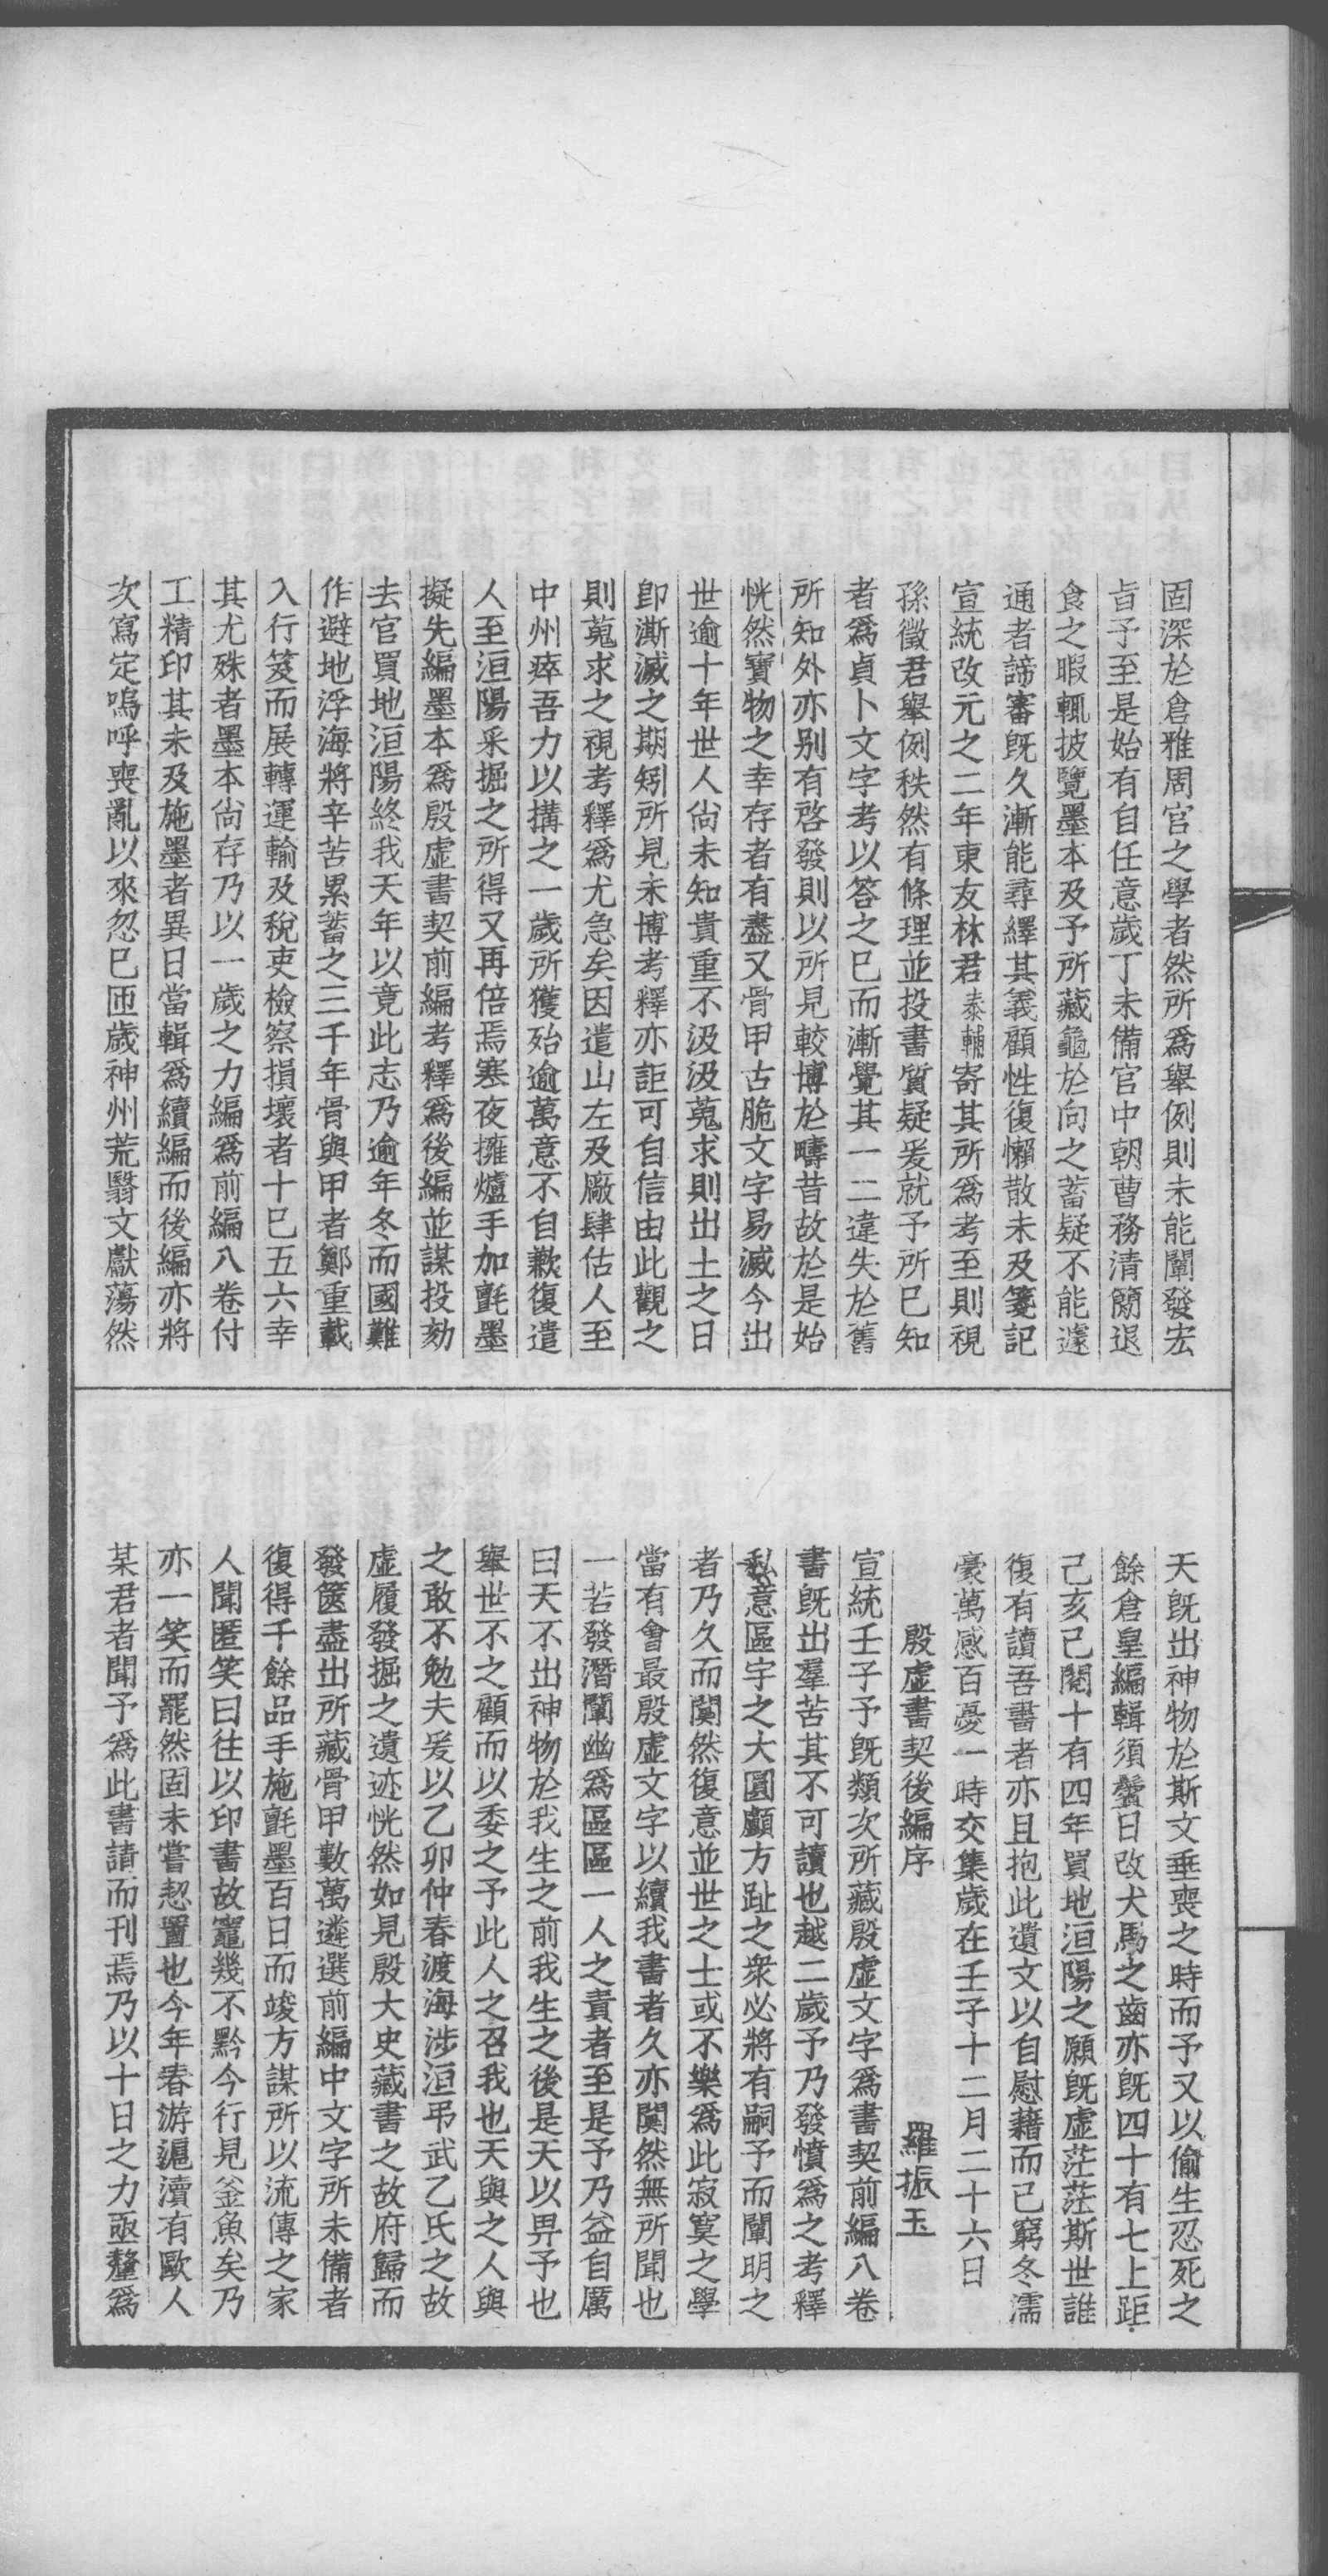 固深於倉雅周官之學者然所爲舉例則未能闡發宏
旨予至是始有自任意歲丁未備官中朝曹務清簡退
食之暇輒披覽墨本及予所藏龜於向之蓄疑不能遽
通者諦審旣久漸能尋繹其義顧性復懶散未及箋記
宣統改元之二年東友林君泰輔寄其所爲考至則視
孫徵君舉例秩然有條理並投書質疑爰就予所已知
者爲貞卜文字考以答之已而漸覺其一二違失於舊
所知外亦别有啓發則以所見較博於疇昔故於是始
恍然寶物之幸存者有盡又骨甲古脆文字易滅今出
世逾十年世人尙未知貴重不汲汲蒐求則出土之日
卽澌滅之期矧所見未博考釋亦詎可自信由此觀之
則蒐求之視考釋爲尤急矣因遣山左及廠肆估人至
中州瘁吾力以搆之一歲所獲殆逾萬意不自歉復遣
人至洹陽采掘之所得又再倍焉寒夜擁爐手加氈墨
擬先編墨本爲殷虛書契前編考釋爲後編並謀投劾
去官買地洹陽終我天年以竟此志乃逾年冬而國難
作避地浮海將辛苦累蓄之三千年骨與甲者鄭重載
入行笈而展轉運輸及稅吏檢察損壞者十已五六幸
其尤殊者墨本尙存乃以一歲之力編爲前編八卷付
工精印其未及施墨者異日當輯爲續編而後編亦將
次寫定嗚呼喪亂以來忽已匝歲神州荒翳文獻蕩然
天旣出神物於斯文垂喪之時而予又以偷生忍死之
餘倉皇編輯須鬢日改犬馬之齒亦旣四十有七上距
己亥已閱十有四年買地洹陽之願旣虛茫茫斯世誰
復有讀吾書者亦且抱此遺文以自慰藉而已窮冬濡
豪萬感百憂一時交集歲在壬子十二月二十六日
殷虛書契後編序　羅振玉
宣統壬子予旣類次所藏殷虛文字爲書契前編八卷
書旣出羣苦其不可讀也越二歲予乃發憤爲之考釋
私意區宇之大圓顱方趾之衆必將有嗣予而闡明之
者乃久而闃然復意並世之士或不樂爲此寂寞之學
當有會最殷虛文字以續我書者久亦闃然無所聞也
一若發潛闡幽爲區區一人之責者至是予乃益自厲
曰天不出神物於我生之前我生之後是天以畀予也
舉世不之顧而以委之予此人之召我也天與之人與
之敢不勉夫爰以乙卯仲春渡海涉洹弔武乙氏之故
虛履發掘之遺迹恍然如見殷大史藏書之故府歸而
發篋盡出所藏骨甲數萬遴選前編中文字所未備者
復得千餘品手施氈墨百日而竣方謀所以流傳之家
人聞匿笑曰往以印書故竈幾不黔今行見釜魚矣乃
亦一笑而罷然固未嘗恝置也今年春游滬瀆有歐人
某君者聞予爲此書請而刊焉乃以十日之力亟釐爲